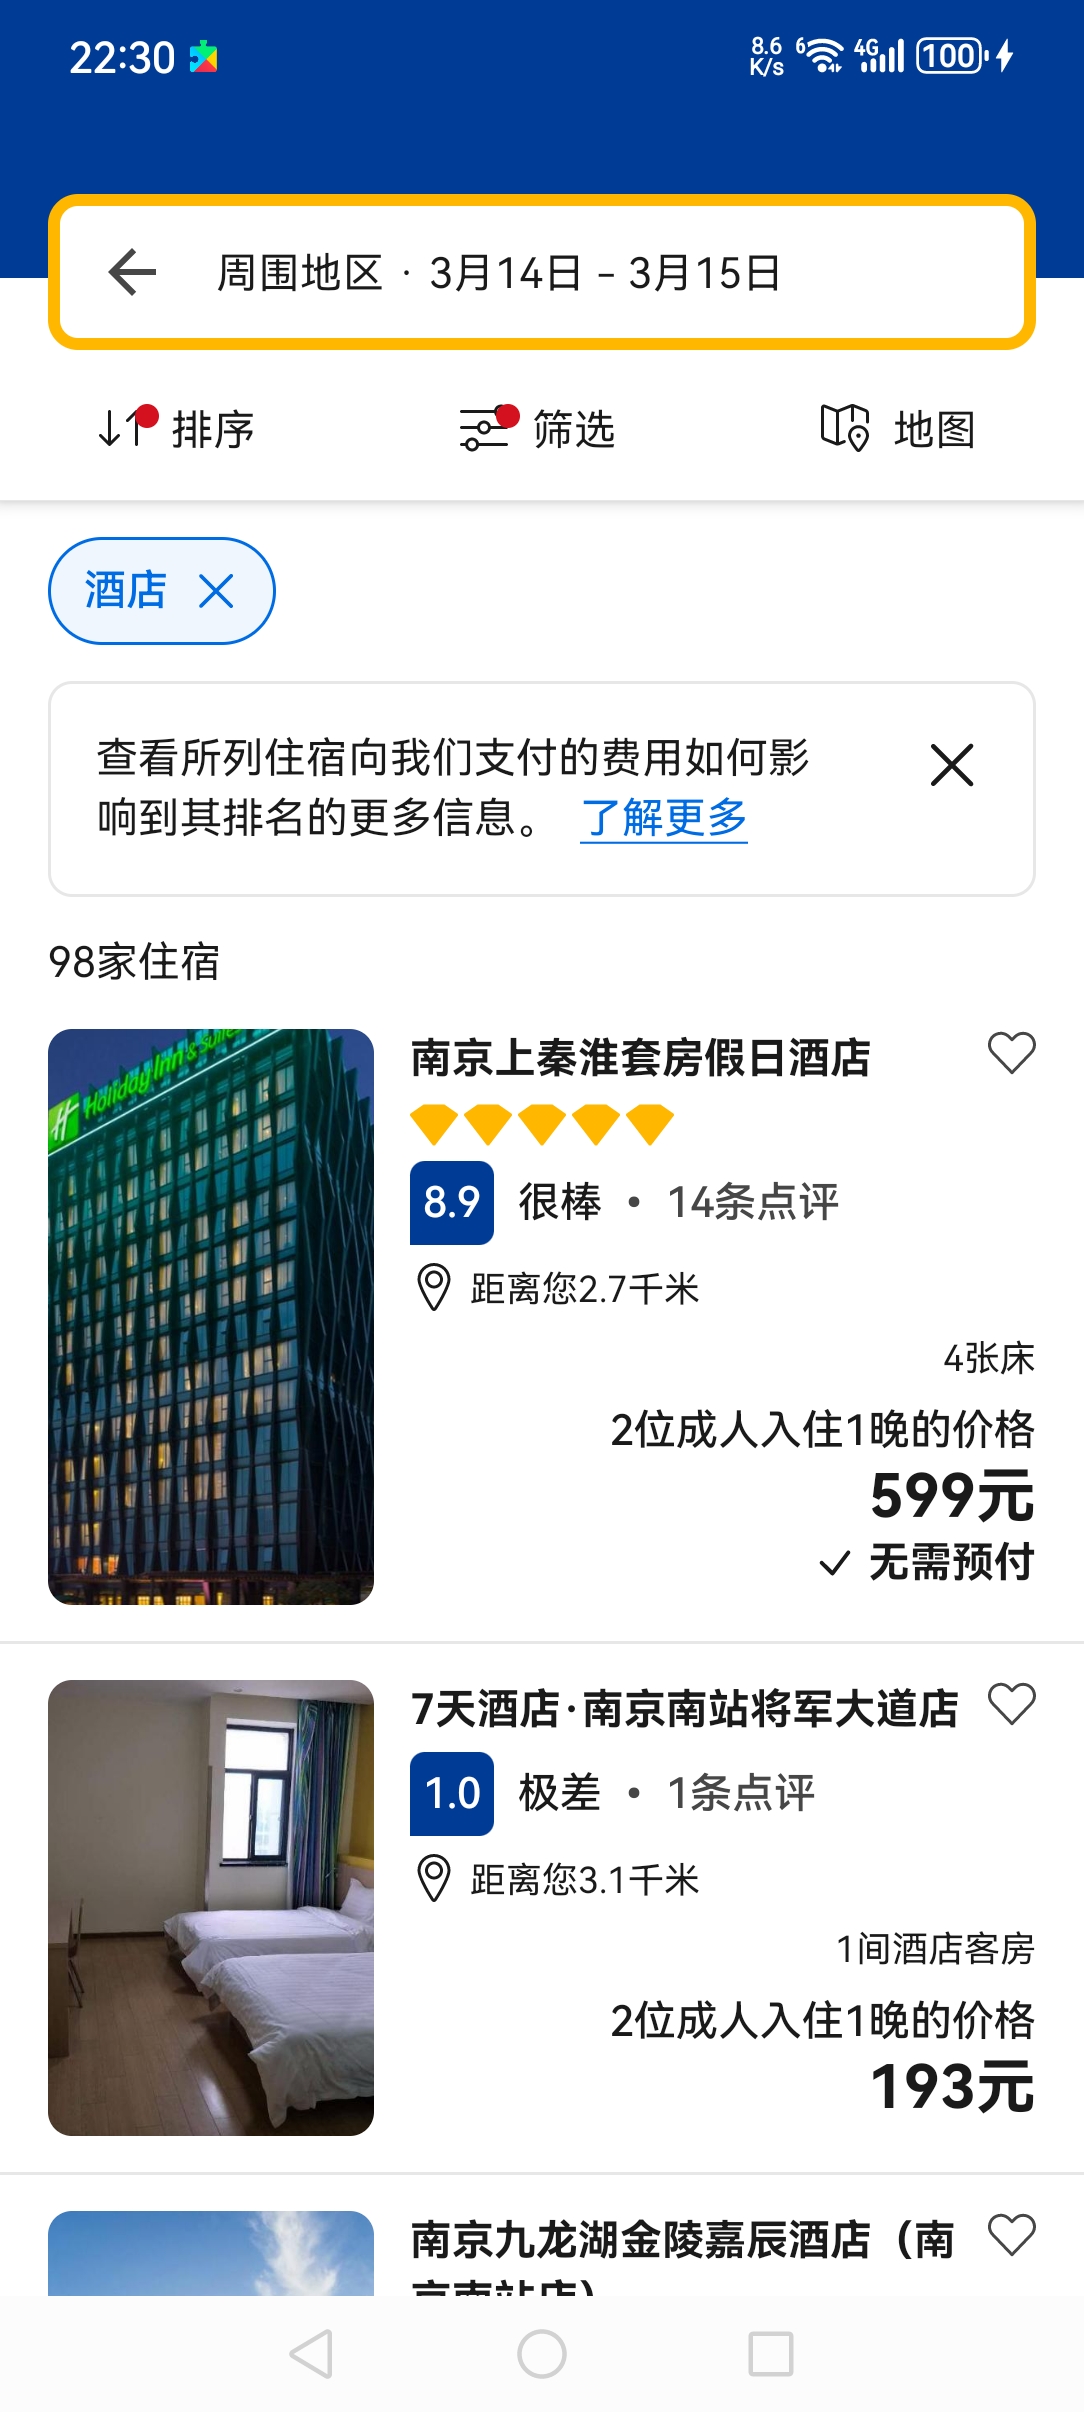 22:30
8.6
K/s
6
4G
100
周围地区 · 3月14日 – 3月15日
排序
筛选
地图
酒店
查看所列住宿向我们支付的费用如何影
响到其排名的更多信息。 了解更多
98家住宿
Holiday Inn & Suites
南京上秦淮套房假日酒店
8.9 很棒 • 14条点评
距离您2.7千米
4张床
2位成人入住1晚的价格
599元
无需预付
7天酒店·南京南站将军大道店
1.0 极差 • 1条点评
距离您3.1千米
1间酒店客房
2位成人入住1晚的价格
193元
南京九龙湖金陵嘉辰酒店（南
京南站店）